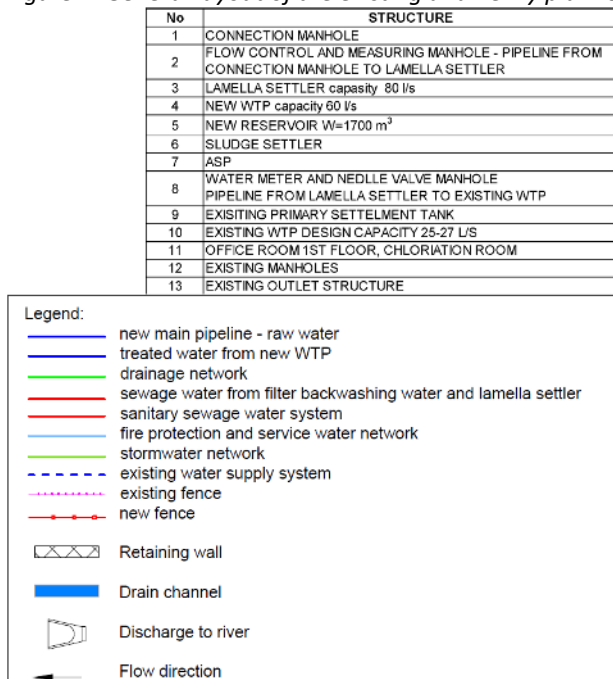 No STRUCTURE
1 CONNECTION MANHOLE
2 FLOW CONTROL AND MEASURING MANHOLE - PIPELINE FROM
CONNECTION MANHOLE TO LAMELLA SETTLER
3 LAMELLA SETTLER capasity 80 l/s
4 NEW WTP capacity 60 l/s
5 NEW RESERVOIR W=1700 m³
6 SLUDGE SETTLER
7 ASP
8 WATER METER AND NEDLLE VALVE MANHOLE
PIPELINE FROM LAMELLA SETTLER TO EXISTING WTP
9 EXISITING PRIMARY SETTELMENT TANK
10 EXISTING WTP DESIGN CAPACITY 25-27 L/S
11 OFFICE ROOM 1ST FLOOR, CHLORIATION ROOM
12 EXISTING MANHOLES
13 EXISTING OUTLET STRUCTURE
Legend:
new main pipeline - raw water
treated water from new WTP
drainage network
sewage water from filter backwashing water and lamella settler
sanitary sewage water system
fire protection and service water network
stormwater network
existing water supply system
existing fence
new fence
Retaining wall
Drain channel
Discharge to river
Flow direction